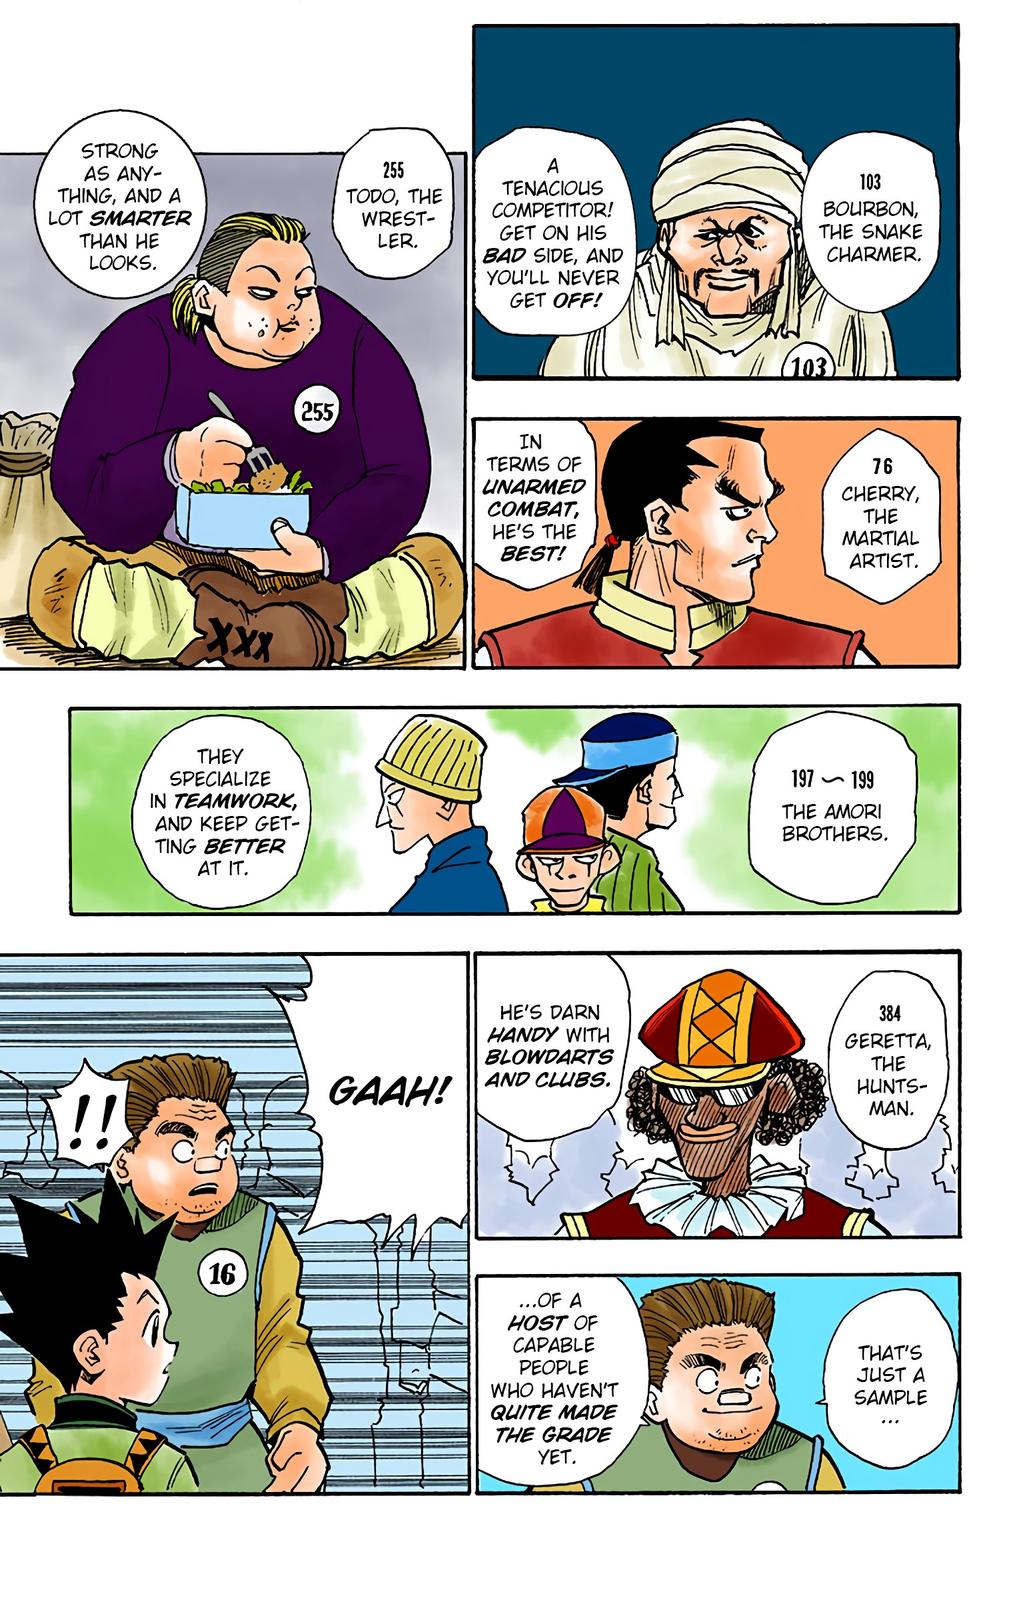 103
BOURBON,
THE SNAKE
CHARMER.
A
TENACIOUS
COMPETITOR!
GET ON HIS
BAD SIDE, AND
YOU'LL NEVER
GET OFF!
103
255
TODO, THE
WREST-
LER.
STRONG
AS ANY-
THING, AND A
LOT SMARTER
THAN HE
LOOKS.
255
XXX
76
CHERRY,
THE
MARTIAL
ARTIST.
IN
TERMS OF
UNARMED
COMBAT,
HE'S THE
BEST!
197 ~ 199
THE AMORI
BROTHERS.
THEY
SPECIALIZE
IN TEAMWORK,
AND KEEP GET-
TING BETTER
AT IT.
384
GERETTA,
THE
HUNTS-
MAN.
HE'S DARN
HANDY WITH
BLOWDARTS
AND CLUBS.
THAT'S
JUST A
SAMPLE
...
...OF A
HOST OF
CAPABLE
PEOPLE
WHO HAVEN'T
QUITE MADE
THE GRADE
YET.
GAAH!
!!
16